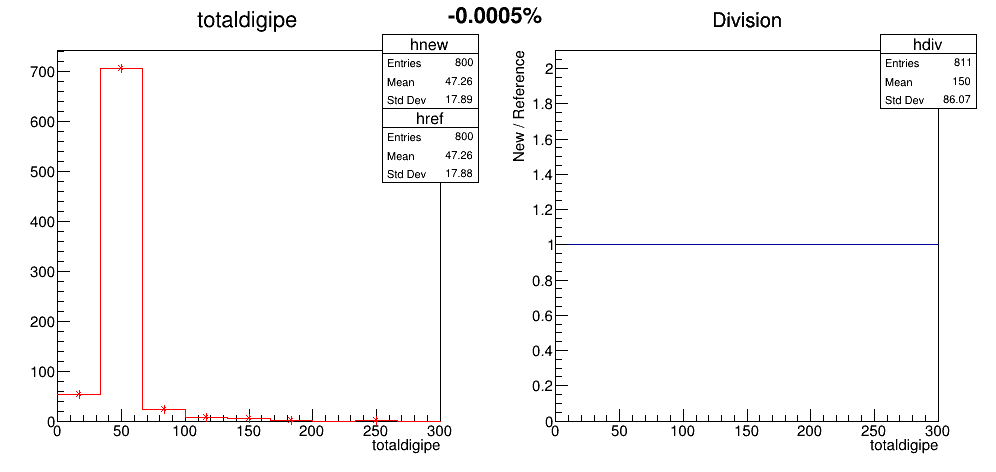 -0.0005%
totaldigipe
hnew
Entries 800
Mean 47.26
Std Dev 17.89
href
Entries 800
Mean 47.26
Std Dev 17.88
700
600
500
400
300
200
100
0
0 50 100 150 200 250 300
totaldigipe
Division
hdiv
Entries 811
Mean 150
Std Dev 86.07
New / Reference
2
1.8
1.6
1.4
1.2
1
0.8
0.6
0.4
0.2
0
0 50 100 150 200 250 300
totaldigipe